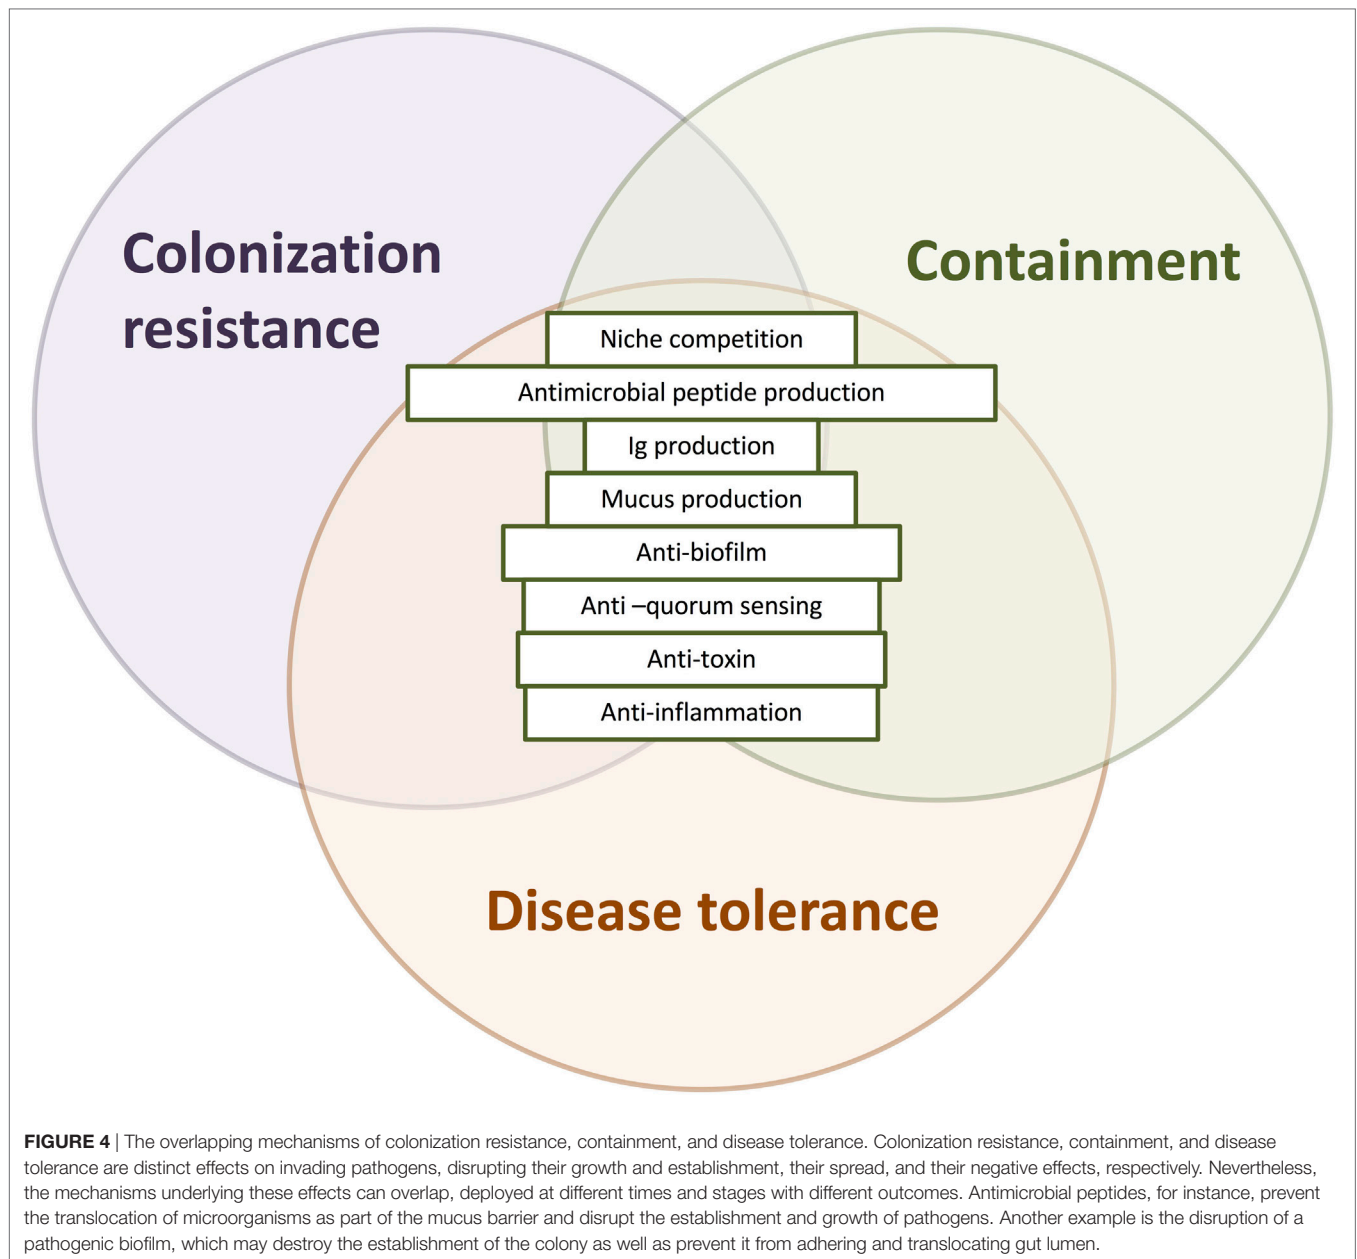 Colonization
resistance
Containment
Niche competition
Antimicrobial peptide production
Ig production
Mucus production
Anti-biofilm
Anti –quorum sensing
Anti-toxin
Anti-inflammation
Disease tolerance
FIGURE 4 | The overlapping mechanisms of colonization resistance, containment, and disease tolerance. Colonization resistance, containment, and disease
tolerance are distinct effects on invading pathogens, disrupting their growth and establishment, their spread, and their negative effects, respectively. Nevertheless,
the mechanisms underlying these effects can overlap, deployed at different times and stages with different outcomes. Antimicrobial peptides, for instance, prevent
the translocation of microorganisms as part of the mucus barrier and disrupt the establishment and growth of pathogens. Another example is the disruption of a
pathogenic biofilm, which may destroy the establishment of the colony as well as prevent it from adhering and translocating gut lumen.